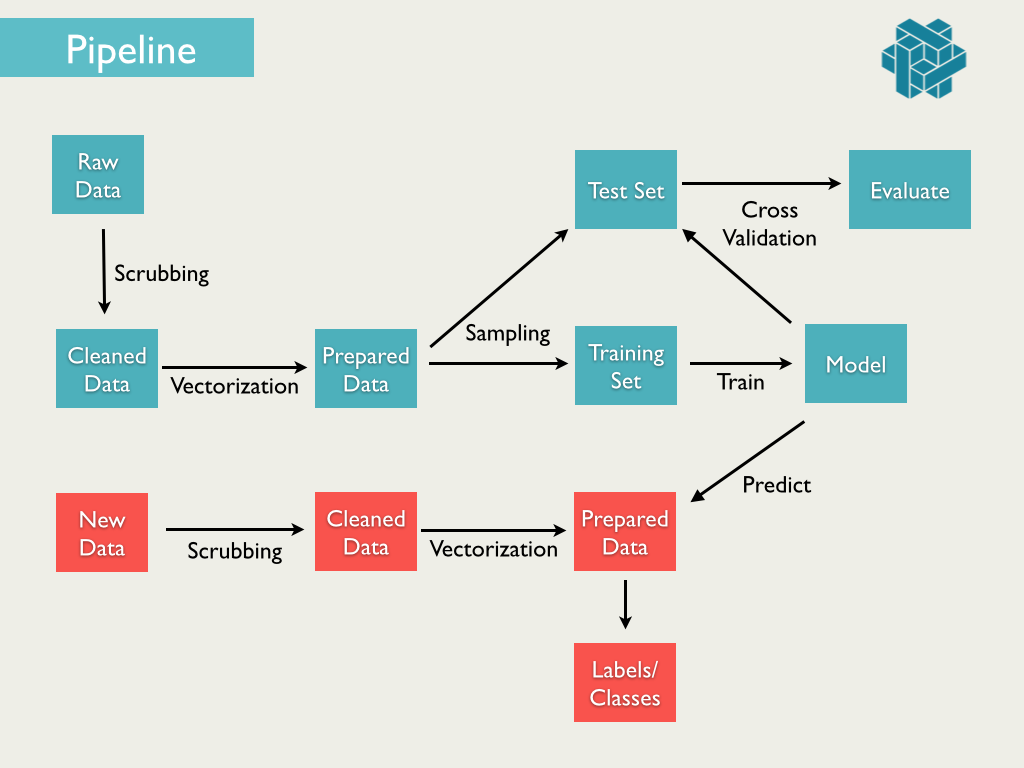 Pipeline
Raw
Data
Test Set
Evaluate
Cross
Validation
Scrubbing
Sampling
Cleaned
Data
Vectorization
Prepared
Data
Training
Set
Train
Model
Predict
New
Data
Scrubbing
Cleaned
Data
Vectorization
Prepared
Data
Labels/
Classes